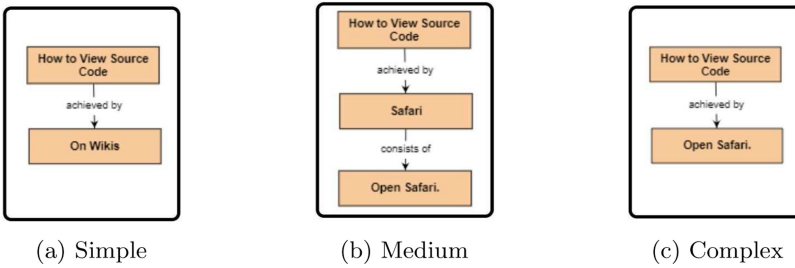 How to View Source
Code
achieved by
On Wikis
(a) Simple
How to View Source
Code
achieved by
Safari
consists of
Open Safari.
(b) Medium
How to View Source
Code
achieved by
Open Safari.
(c) Complex